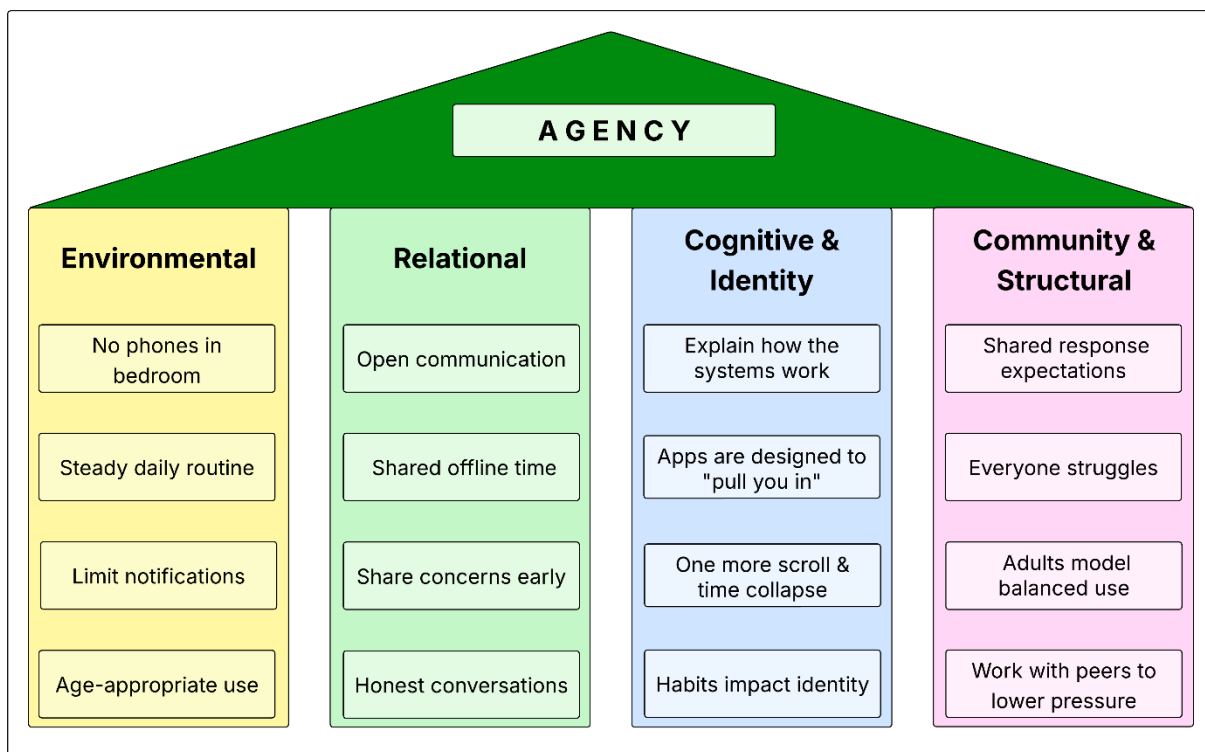 AGENCY
Environmental
No phones in
bedroom
Steady daily routine
Limit notifications
Age-appropriate use
Relational
Open communication
Shared offline time
Share concerns early
Honest conversations
Cognitive &
Identity
Explain how the
systems work
Apps are designed to
"pull you in"
One more scroll &
time collapse
Habits impact identity
Community &
Structural
Shared response
expectations
Everyone struggles
Adults model
balanced use
Work with peers to
lower pressure